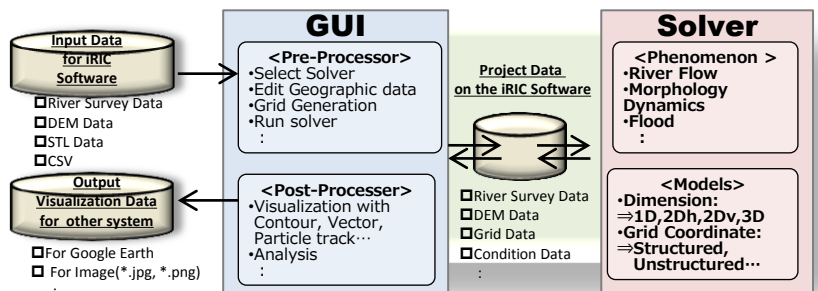 Input Data
for iRIC
Software
❑River Survey Data
❑DEM Data
❑STL Data
❑CSV
Output
Visualization Data
for other system
❑For Google Earth
❑ For Image(*.jpg, *.png)
:
GUI
<Pre-Processor>
•Select Solver
•Edit Geographic data
•Grid Generation
•Run solver
:
<Post-Processer>
•Visualization with
Contour, Vector,
Particle track…
•Analysis
:
Project Data
on the iRIC Software
❑River Survey Data
❑DEM Data
❑Grid Data
❑Condition Data
:
Solver
<Phenomenon >
•River Flow
•Morphology
Dynamics
•Flood
:
<Models>
•Dimension:
⇒1D,2Dh,2Dv,3D
•Grid Coordinate:
⇒Structured,
Unstructured…